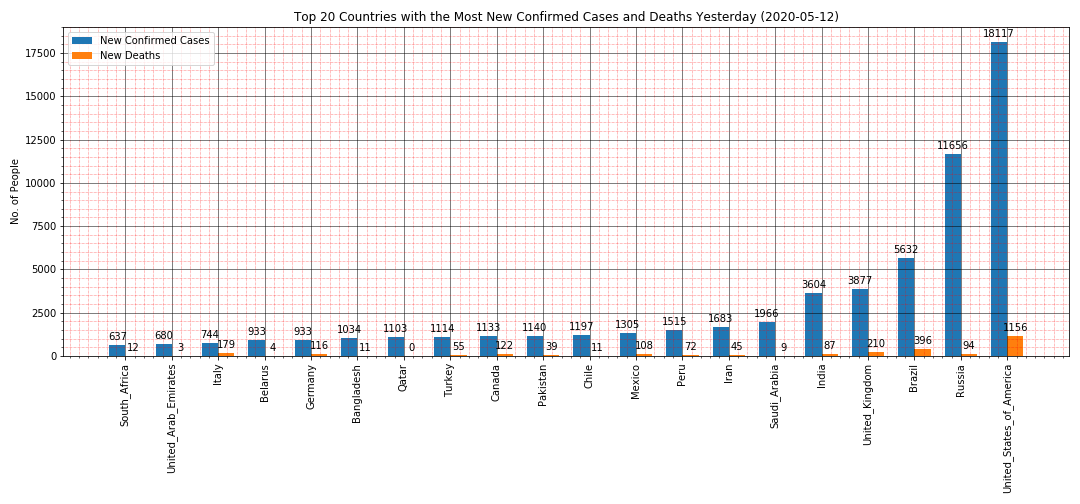 Top 20 Countries with the Most New Confirmed Cases and Deaths Yesterday (2020-05-12)
New Confirmed Cases
New Deaths
No. of People
17500
15000
12500
10000
7500
5000
2500
0
637 12
680 3
744 179
933 4
933 116
1034 11
1103 0
1114 55
1133 122
1140 39
1197 11
1305 108
1515 72
1683 45
1966 9
3604 87
3877 210
5632 396
11656 94
18117 1156
South_Africa
United_Arab_Emirates
Italy
Belarus
Germany
Bangladesh
Qatar
Turkey
Canada
Pakistan
Chile
Mexico
Peru
Iran
Saudi_Arabia
India
United_Kingdom
Brazil
Russia
United_States_of_America